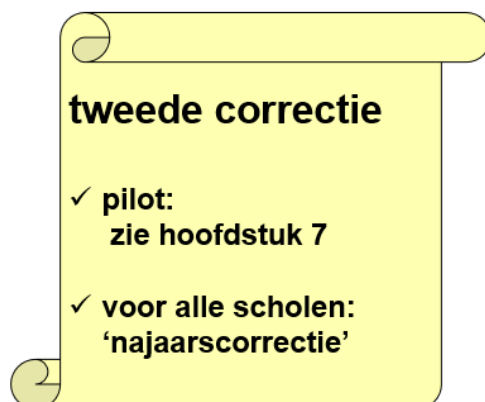 tweede correctie
✓ pilot:
zie hoofdstuk 7
✓ voor alle scholen:
‘najaarscorrectie’